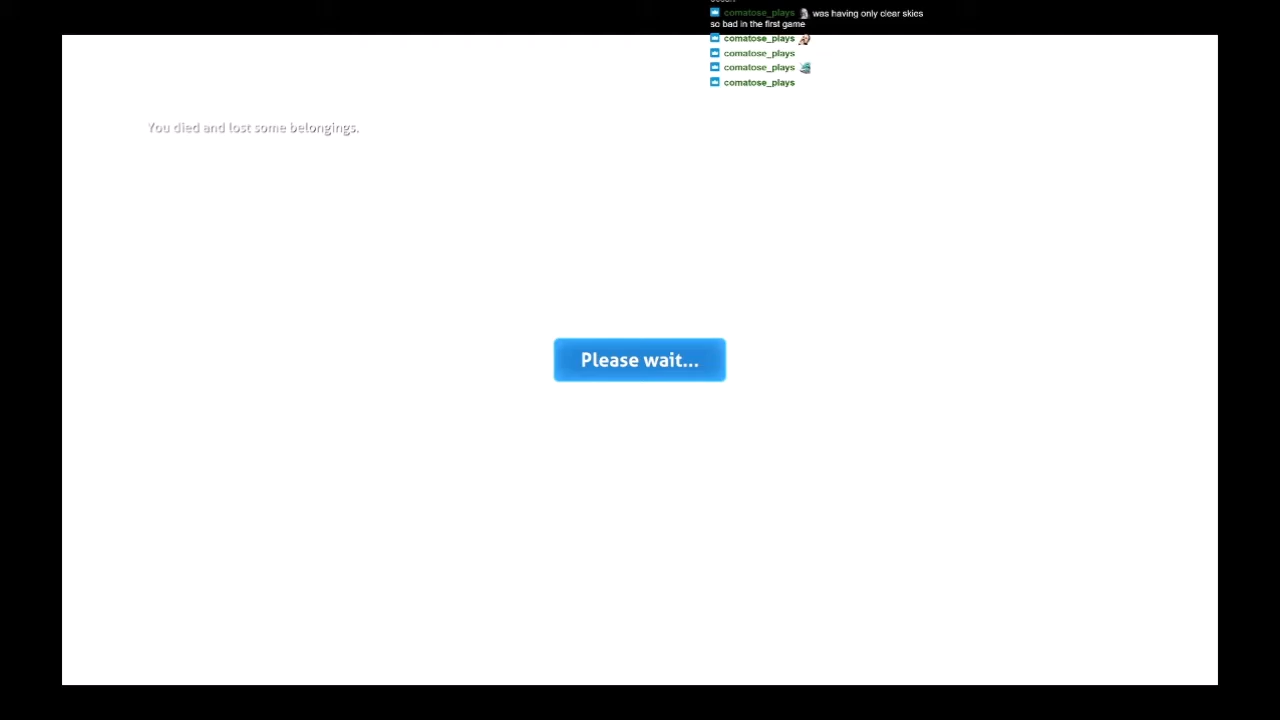 comatose_plays was having only clear skies
so bad in the first game
comatose_plays
comatose_plays
comatose_plays
comatose_plays
You died and lost some belongings.
Please wait...